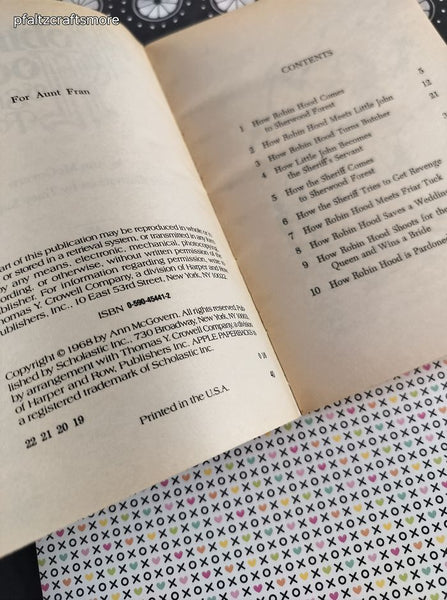 pfaltzcraftsmore
For Aunt Fran
art of this publication may be reproduced in whole or in
or stored in a retrieval system, or transmitted in any form
by any means, electronic, mechanical, photocopying,
ording, or otherwise, without written permission of the
blisher. For information regarding permission, write to
Thomas Y. Crowell Company, a division of Harper and Row
Publishers, Inc., 10 East 53rd Street, New York, NY 10022.
ISBN 0-590-45441-2
Copyright © 1968 by Ann McGovern. All rights reserved. Pub
lished by Scholastic Inc., 730 Broadway, New York, NY 10003,
by arrangement with Thomas Y. Crowell Company, a division
of Harper and Row, Publishers Inc. APPLE PAPERBACKS is
a registered trademark of Scholastic Inc.
22 21 20 19
Printed in the U.S.A.
40
CONTENTS
1 How Robin Hood Comes to Sherwood Forest 5
2 How Robin Hood Meets Little John 12
3 How Robin Hood Turns Butcher 21
4 How Little John Becomes the Sheriff's Servant
5 How the Sheriff Comes to Sherwood Forest
6 How the Sheriff Tries to Get Revenge
7 How Robin Hood Meets Friar Tuck
8 How Robin Hood Saves a Wedding
9 How Robin Hood Shoots for the Queen and Wins a Bride
10 How Robin Hood is Pardoned